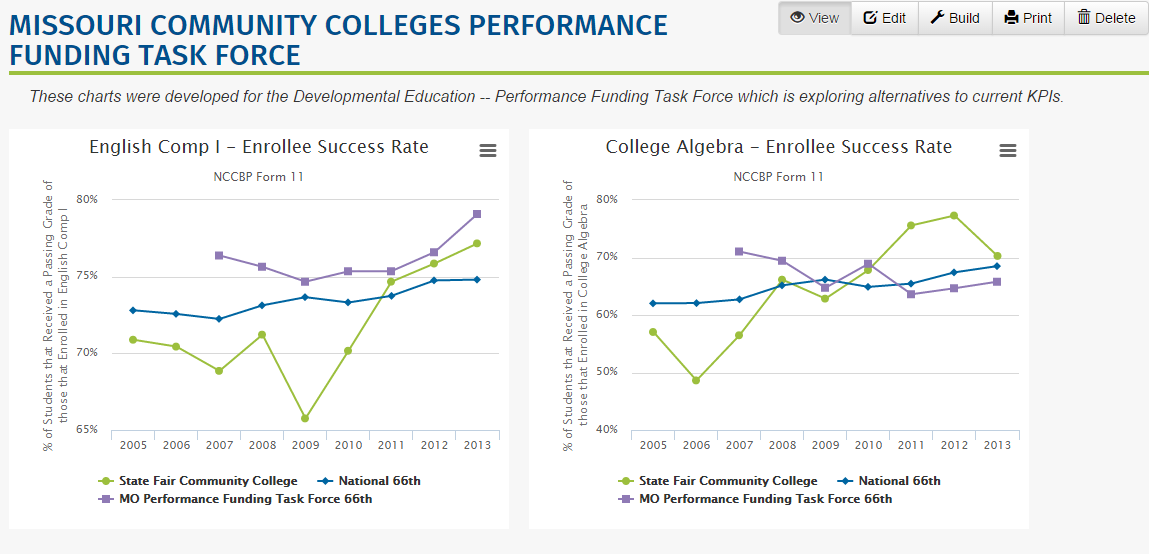 MISSOURI COMMUNITY COLLEGES PERFORMANCE
FUNDING TASK FORCE
View Edit Build Print Delete
These charts were developed for the Developmental Education -- Performance Funding Task Force which is exploring alternatives to current KPIs.
English Comp I – Enrollee Success Rate
NCCBP Form 11
% of Students that Received a Passing Grade of
those that Enrolled in English Comp I
80%
75%
70%
65%
2005 2006 2007 2008 2009 2010 2011 2012 2013
State Fair Community College National 66th
MO Performance Funding Task Force 66th
College Algebra – Enrollee Success Rate
NCCBP Form 11
% of Students that Received a Passing Grade of
those that Enrolled in College Algebra
80%
70%
60%
50%
40%
2005 2006 2007 2008 2009 2010 2011 2012 2013
State Fair Community College National 66th
MO Performance Funding Task Force 66th